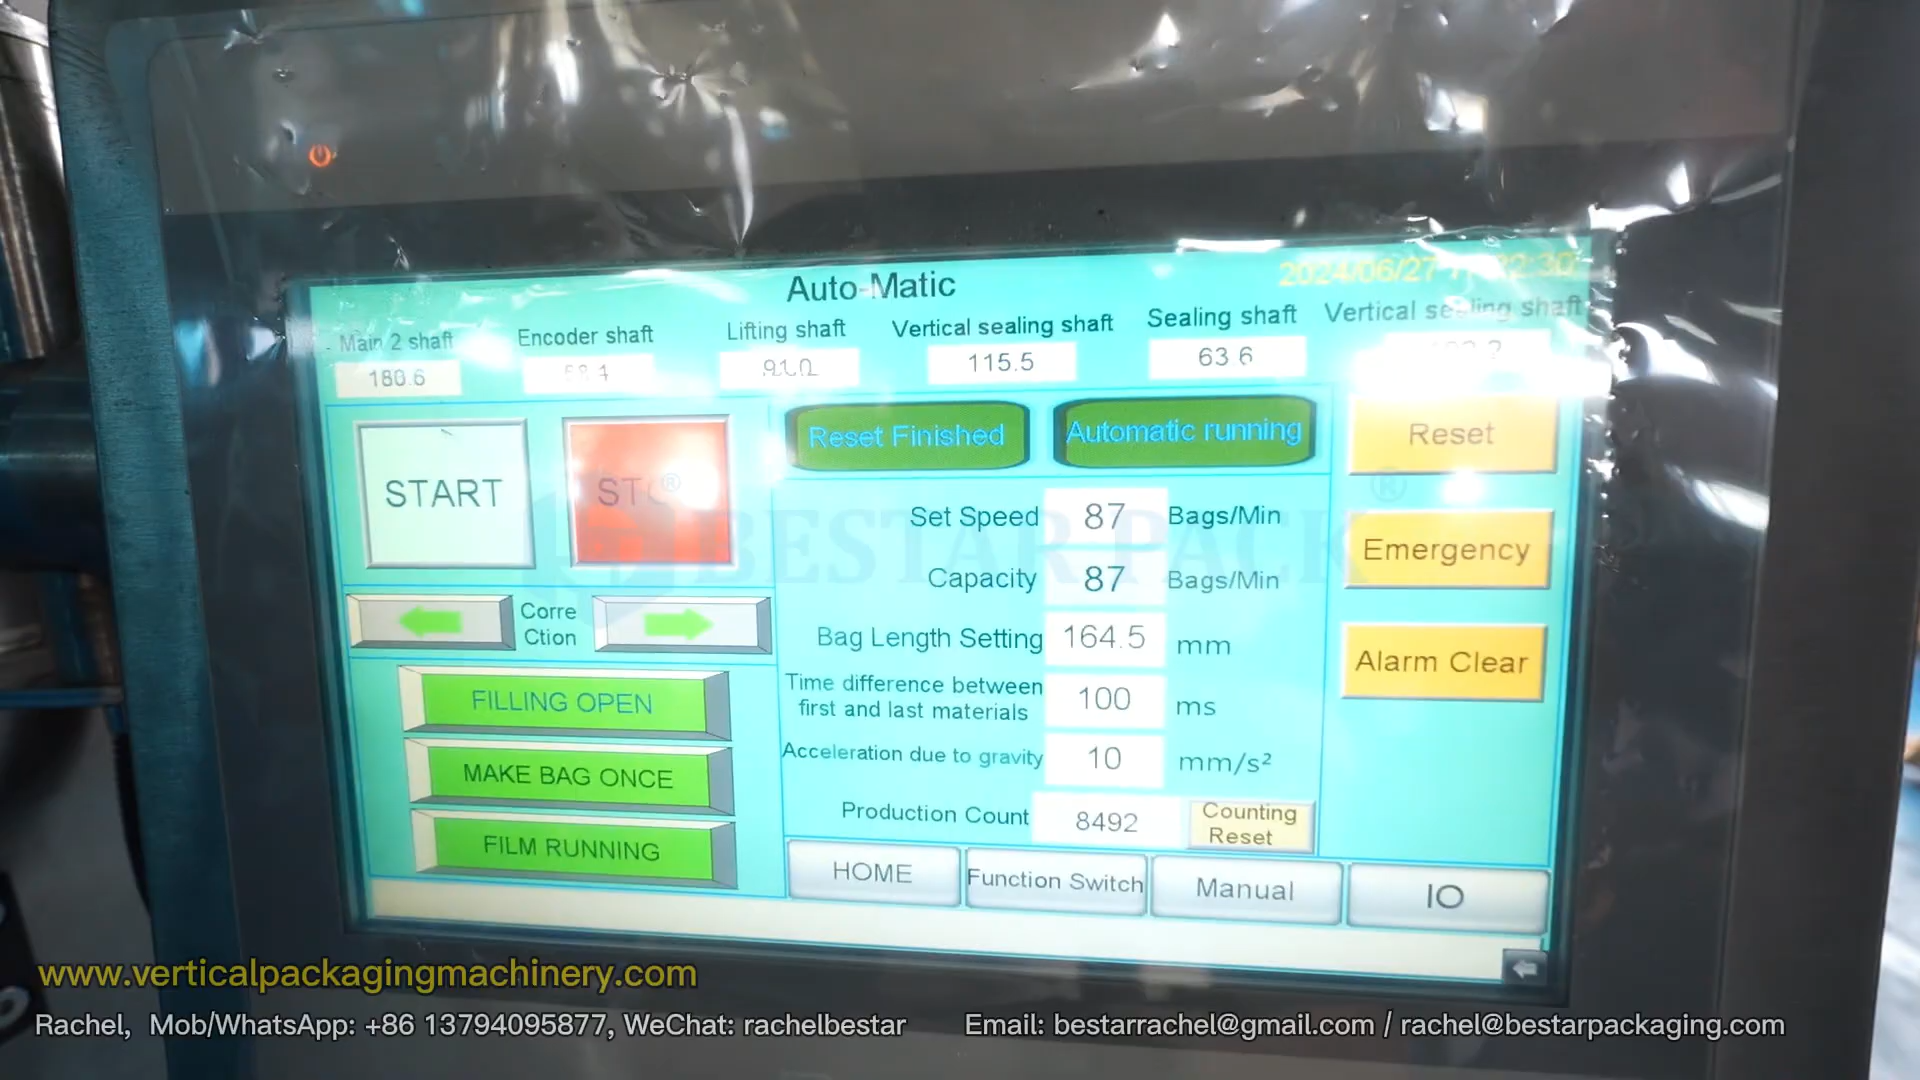 Auto-Matic
Main 2 shaft
Encoder shaft
Lifting shaft
Vertical sealing shaft
Sealing shaft
Vertical sealing shaft
180.6
115.5
63.6
START
Reset Finished
Automatic running
Reset
Set Speed 87 Bags/Min
Capacity 87 Bags/Min
Emergency
BESTAR PACK
®
®
Corre
Ction
Bag Length Setting 164.5 mm
Alarm Clear
Time difference between
first and last materials 100 ms
FILLING OPEN
Acceleration due to gravity 10 mm/s²
MAKE BAG ONCE
Production Count 8492
Counting
Reset
FILM RUNNING
HOME
Function Switch
Manual
IO
www.verticalpackagingmachinery.com
Rachel, Mob/WhatsApp: +86 13794095877, WeChat: rachelbestar Email: bestarrachel@gmail.com / rachel@bestarpackaging.com